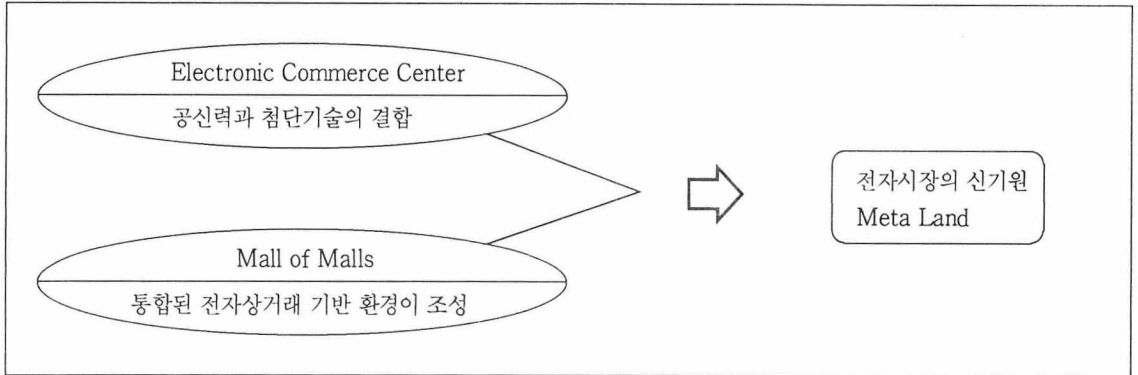 Electronic Commerce Center
공신력과 첨단기술의 결합
Mall of Malls
통합된 전자상거래 기반 환경이 조성
전자시장의 신기원
Meta Land